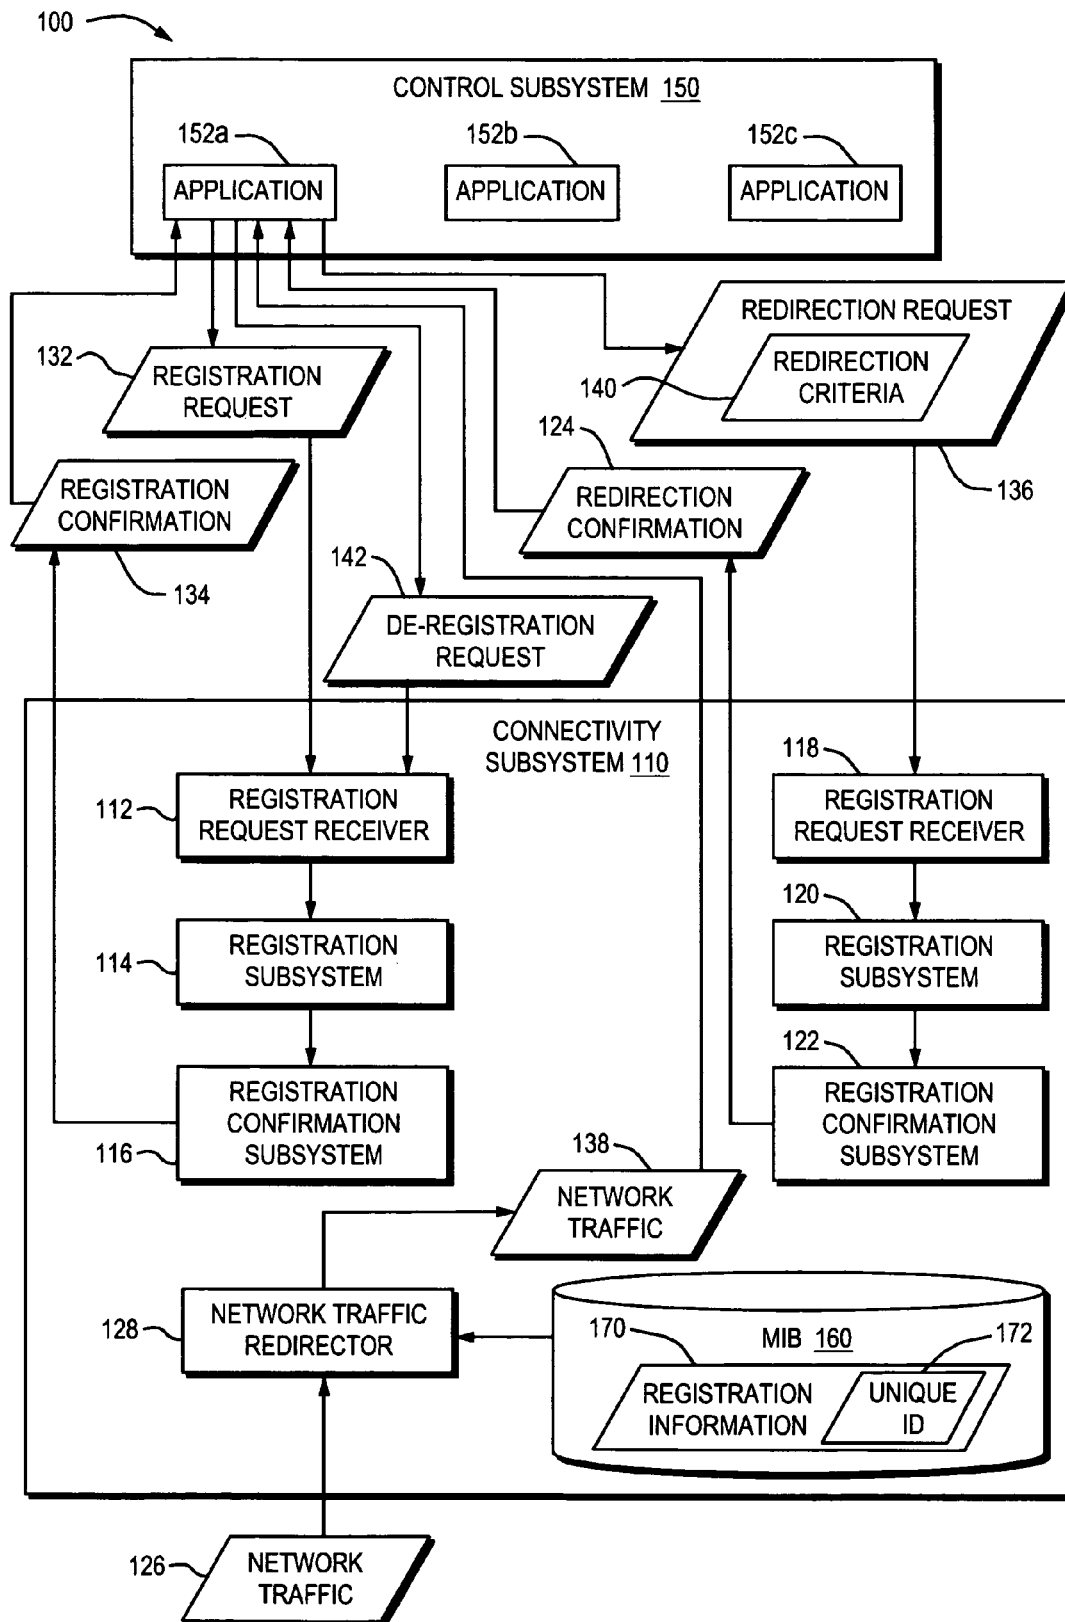 100
CONTROL SUBSYSTEM 150
152a
152b
152c
APPLICATION
APPLICATION
APPLICATION
REDIRECTION REQUEST
132
REGISTRATION
REQUEST
140
REDIRECTION
CRITERIA
124
136
REGISTRATION
CONFIRMATION
134
REDIRECTION
CONFIRMATION
142
DE-REGISTRATION
REQUEST
CONNECTIVITY
SUBSYSTEM 110
112
REGISTRATION
REQUEST RECEIVER
118
REGISTRATION
REQUEST RECEIVER
114
REGISTRATION
SUBSYSTEM
120
REGISTRATION
SUBSYSTEM
116
REGISTRATION
CONFIRMATION
SUBSYSTEM
122
REGISTRATION
CONFIRMATION
SUBSYSTEM
138
NETWORK
TRAFFIC
128
NETWORK TRAFFIC
REDIRECTOR
MIB 160
170
172
REGISTRATION
INFORMATION
UNIQUE
ID
126
NETWORK
TRAFFIC